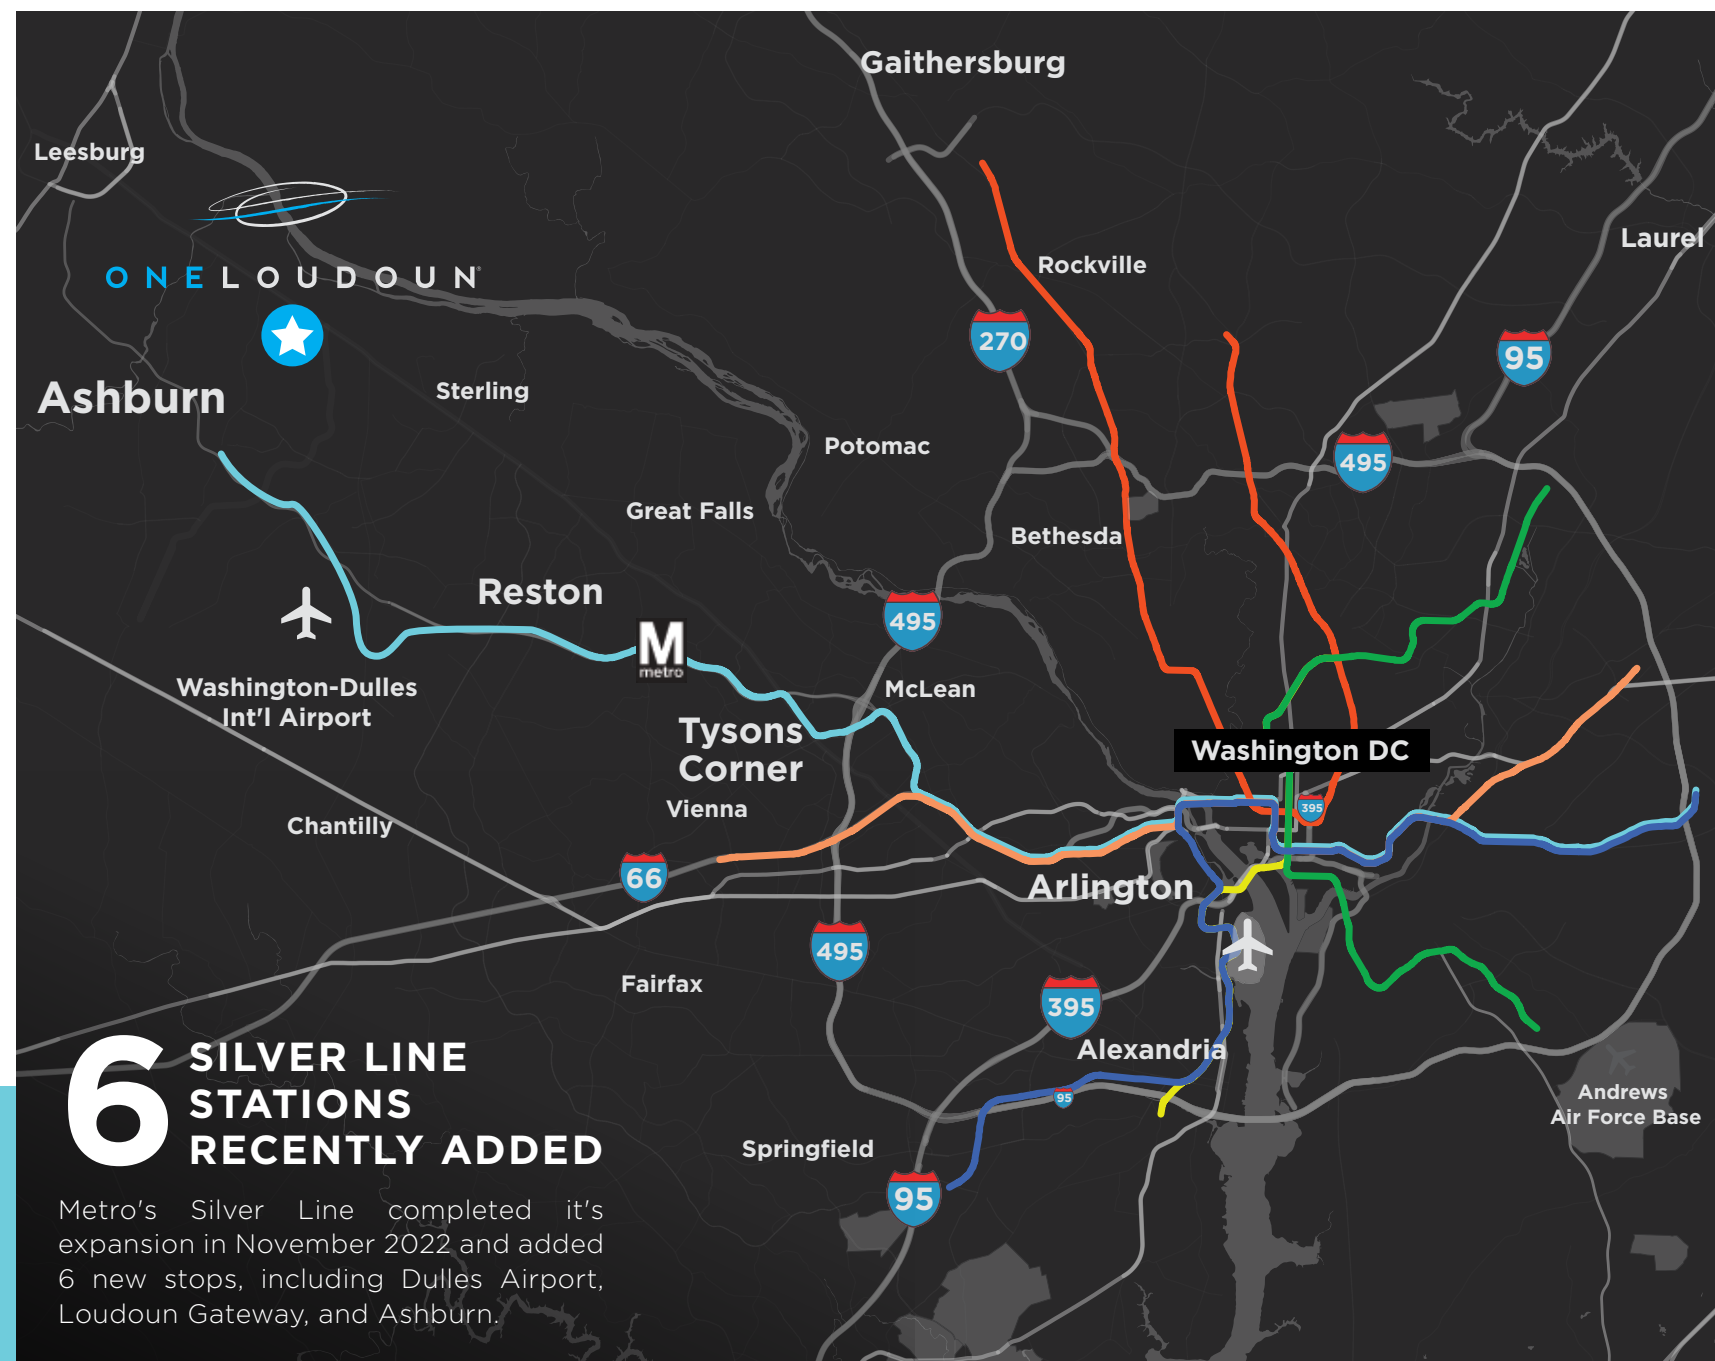 Gaithersburg
Leesburg
Laurel
Rockville
ONELOUDOUN
270
95
Ashburn
Sterling
Potomac
495
Great Falls
Bethesda
Reston
495
M
metro
Washington-Dulles
Int'l Airport
McLean
Tysons
Corner
Washington DC
Vienna
395
Chantilly
66
Arlington
495
Fairfax
395
Alexandria
95
Andrews
Air Force Base
Springfield
95
6
SILVER LINE
STATIONS
RECENTLY ADDED
Metro's Silver Line completed it's
expansion in November 2022 and added
6 new stops, including Dulles Airport,
Loudoun Gateway, and Ashburn.